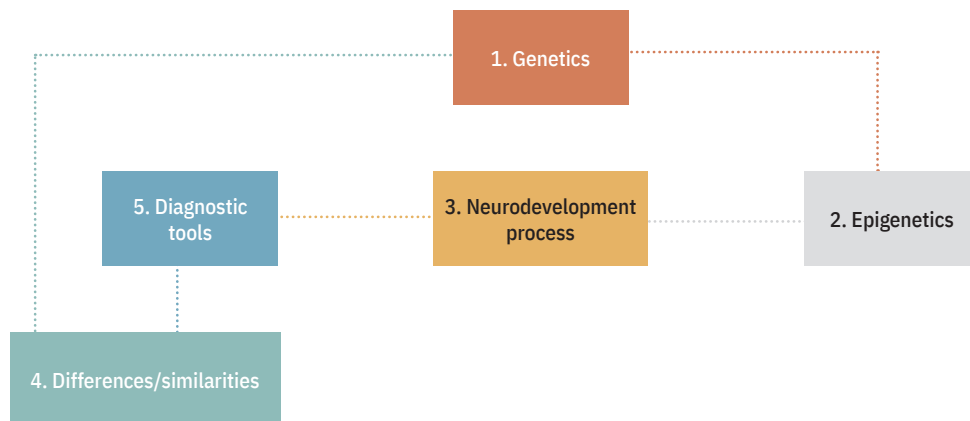 1. Genetics
5. Diagnostic
tools
3. Neurodevelopment
process
2. Epigenetics
4. Differences/similarities